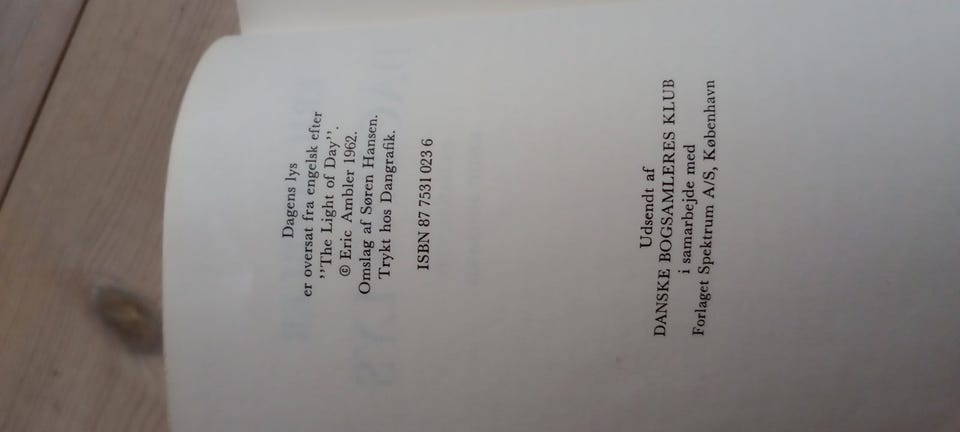 Dagens lys
er oversat fra engelsk efter
''The Light of Day''.
© Eric Ambler 1962.
Omslag af Søren Hansen.
Trykt hos Dangrafik.
ISBN 87 7531 023 6
Udsendt af
DANSKE BOGSAMLERES KLUB
i samarbejde med
Forlaget Spektrum A/S, København